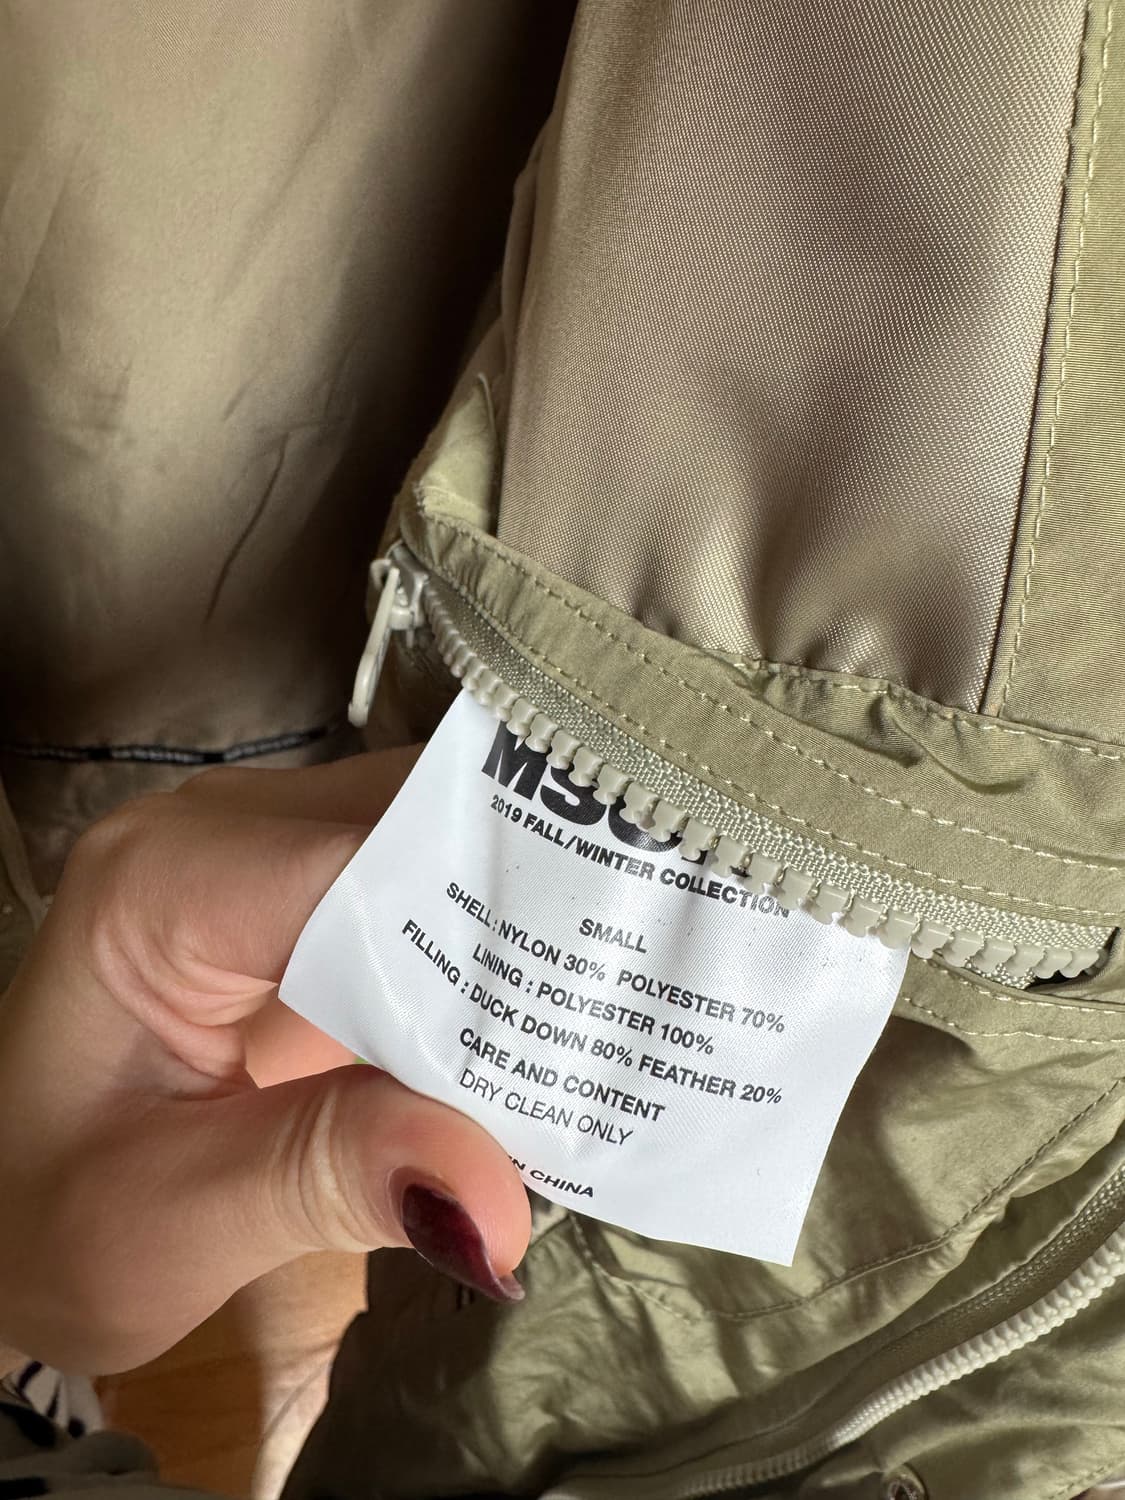 2019 FALL/WINTER COLLECTION
SMALL
SHELL: NYLON 30% POLYESTER 70%
LINING : POLYESTER 100%
FILLING : DUCK DOWN 80% FEATHER 20%
CARE AND CONTENT
DRY CLEAN ONLY
CHINA